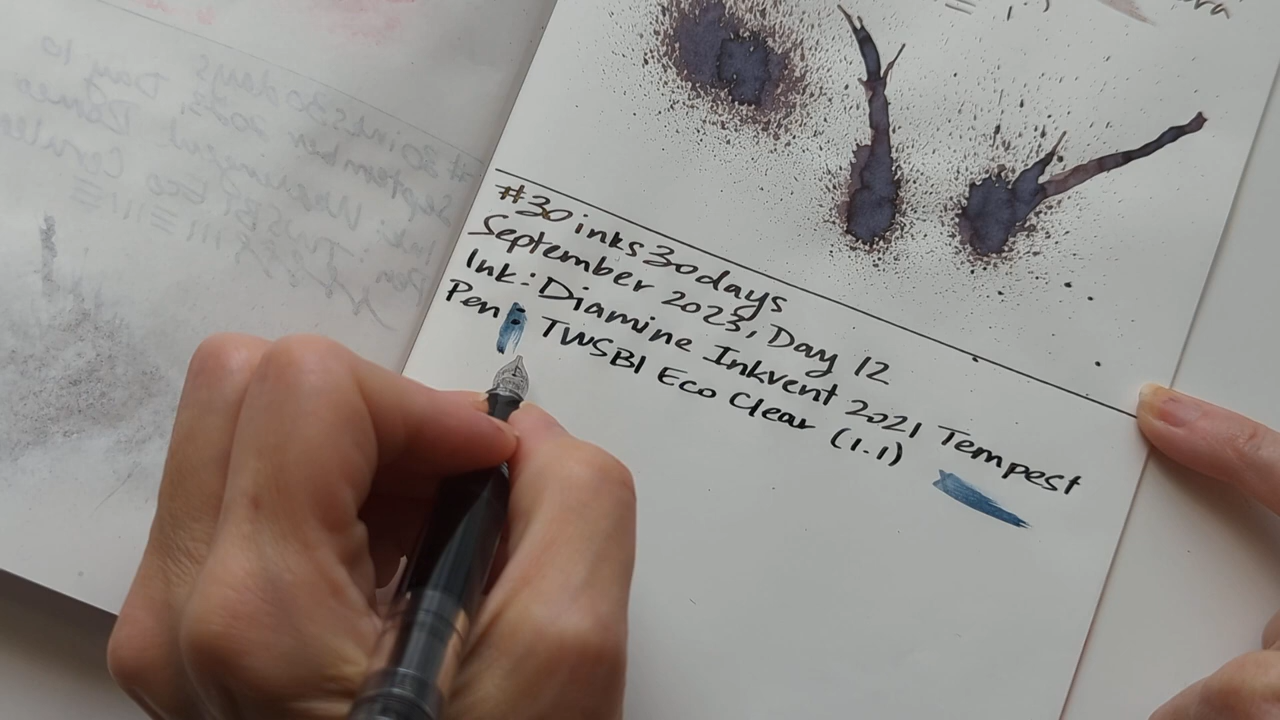 #30inks30days
September 2023, Day 12
Ink: Diamine Inkvent 2021 Tempest
Pen: TWSBI Eco Clear (1.1)